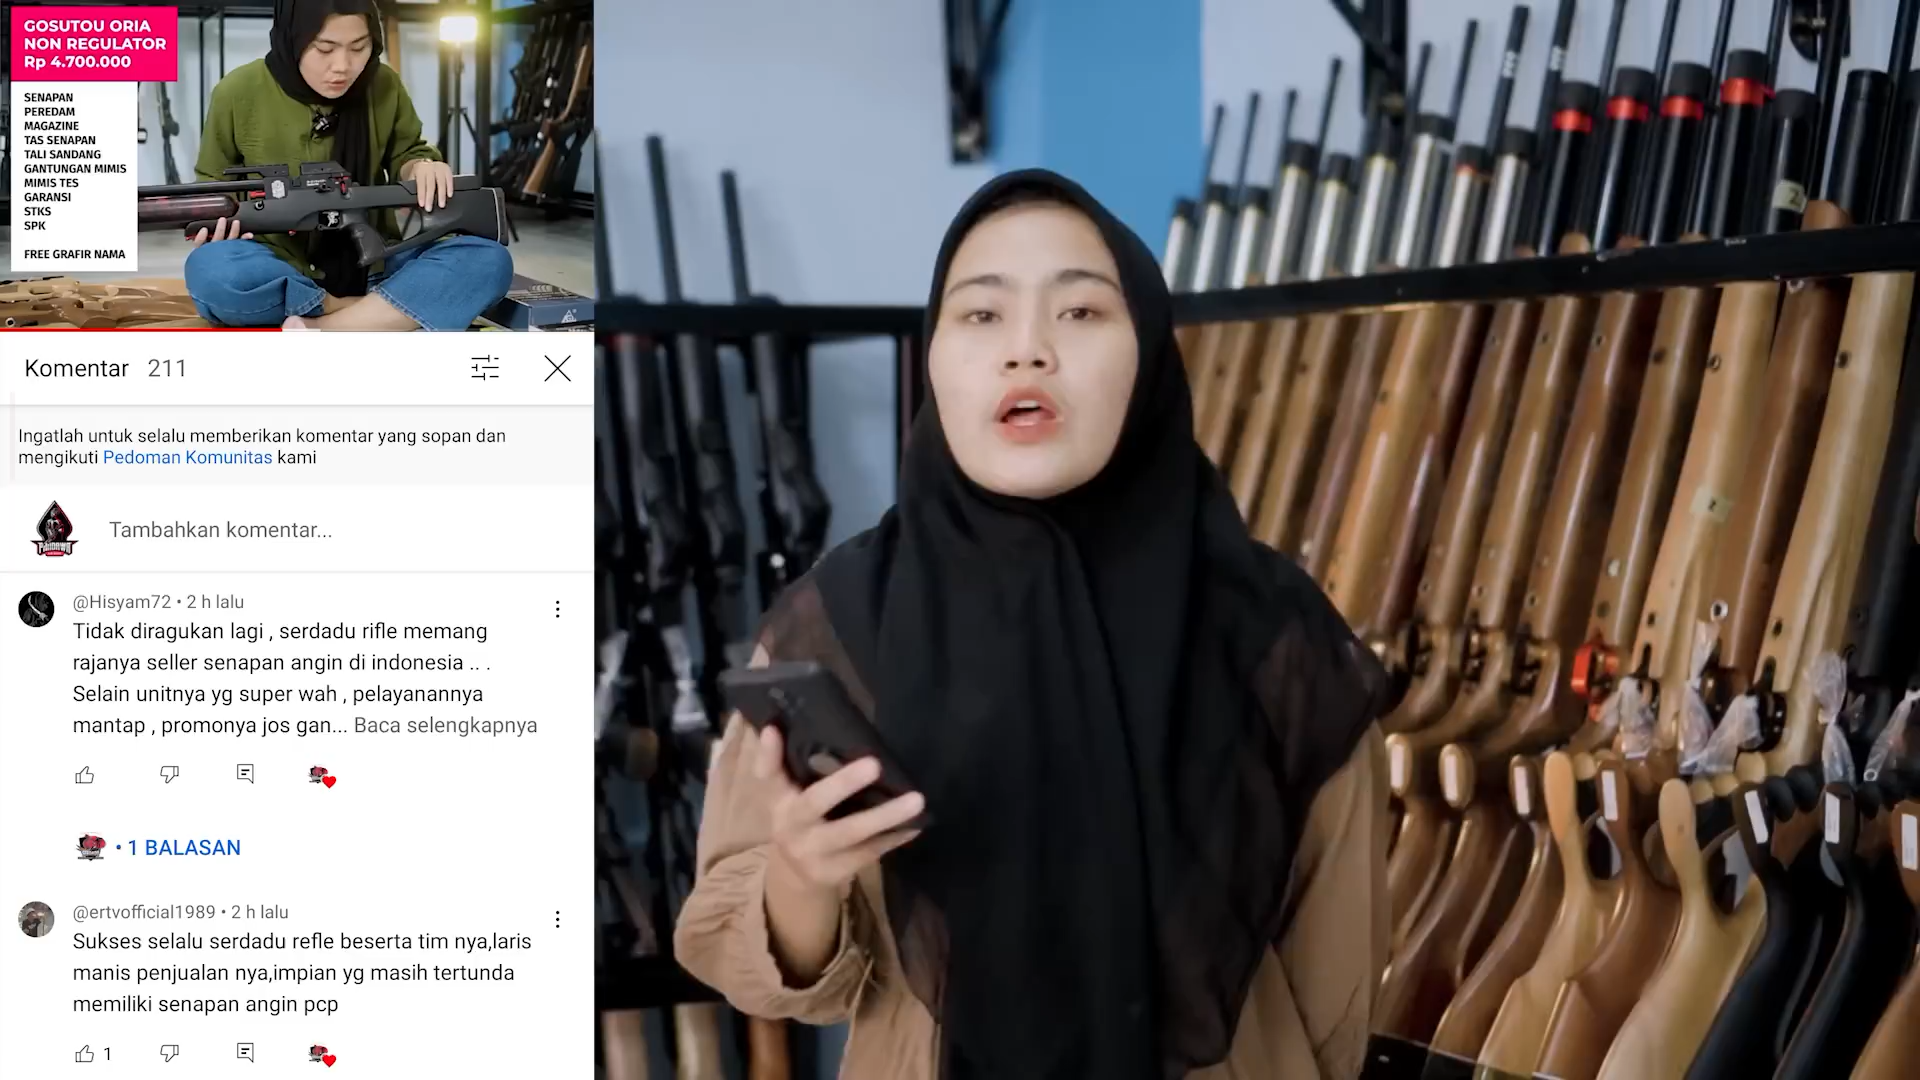 GOSUTOU ORIA
NON REGULATOR
Rp 4.700.000
SENAPAN
PEREDAM
MAGAZINE
TAS SENAPAN
TALI SANDANG
GANTUNGAN MIMIS
MIMIS TES
GARANSI
STKS
SPK
FREE GRAFIR NAMA
Komentar 211
Ingatlah untuk selalu memberikan komentar yang sopan dan
mengikuti Pedoman Komunitas kami
Tambahkan komentar...
@Hisyam72 • 2 h lalu
Tidak diragukan lagi , serdadu rifle memang
rajanya seller senapan angin di indonesia .. .
Selain unitnya yg super wah , pelayanannya
mantap , promonya jos gan... Baca selengkapnya
• 1 BALASAN
@ertvofficial1989 • 2 h lalu
Sukses selalu serdadu refle beserta tim nya,laris
manis penjualan nya,impian yg masih tertunda
memiliki senapan angin pcp
1